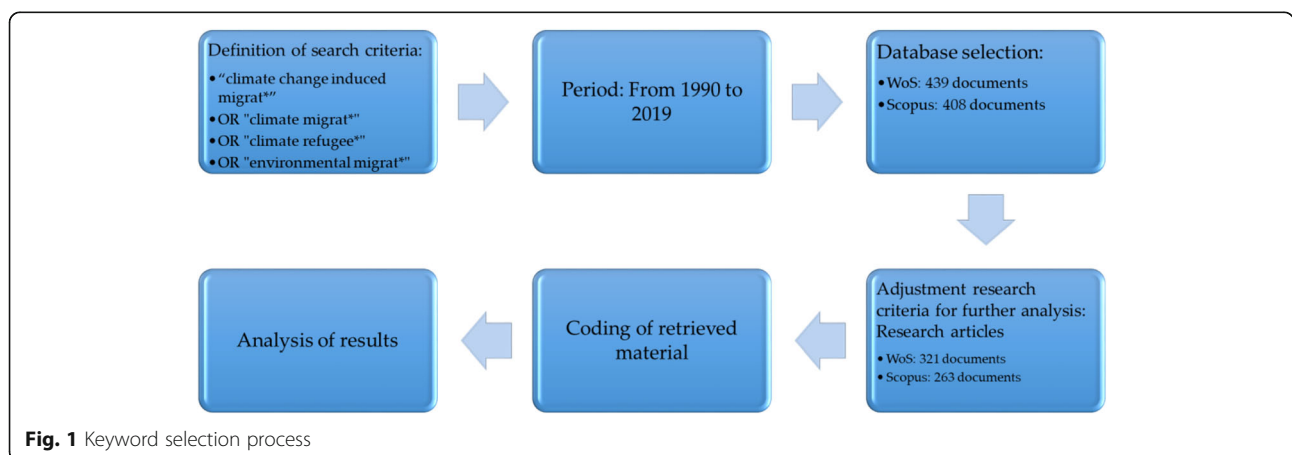 Definition of search criteria:
•“climate change induced
migrat*”
•OR "climate migrat*"
•OR "climate refugee*"
•OR "environmental migrat*"
Period: From 1990 to
2019
Database selection:
•WoS: 439 documents
•Scopus: 408 documents
Adjustment research
criteria for further analysis:
Research articles
•WoS: 321 documents
•Scopus: 263 documents
Coding of retrieved
material
Analysis of results
Fig. 1 Keyword selection process